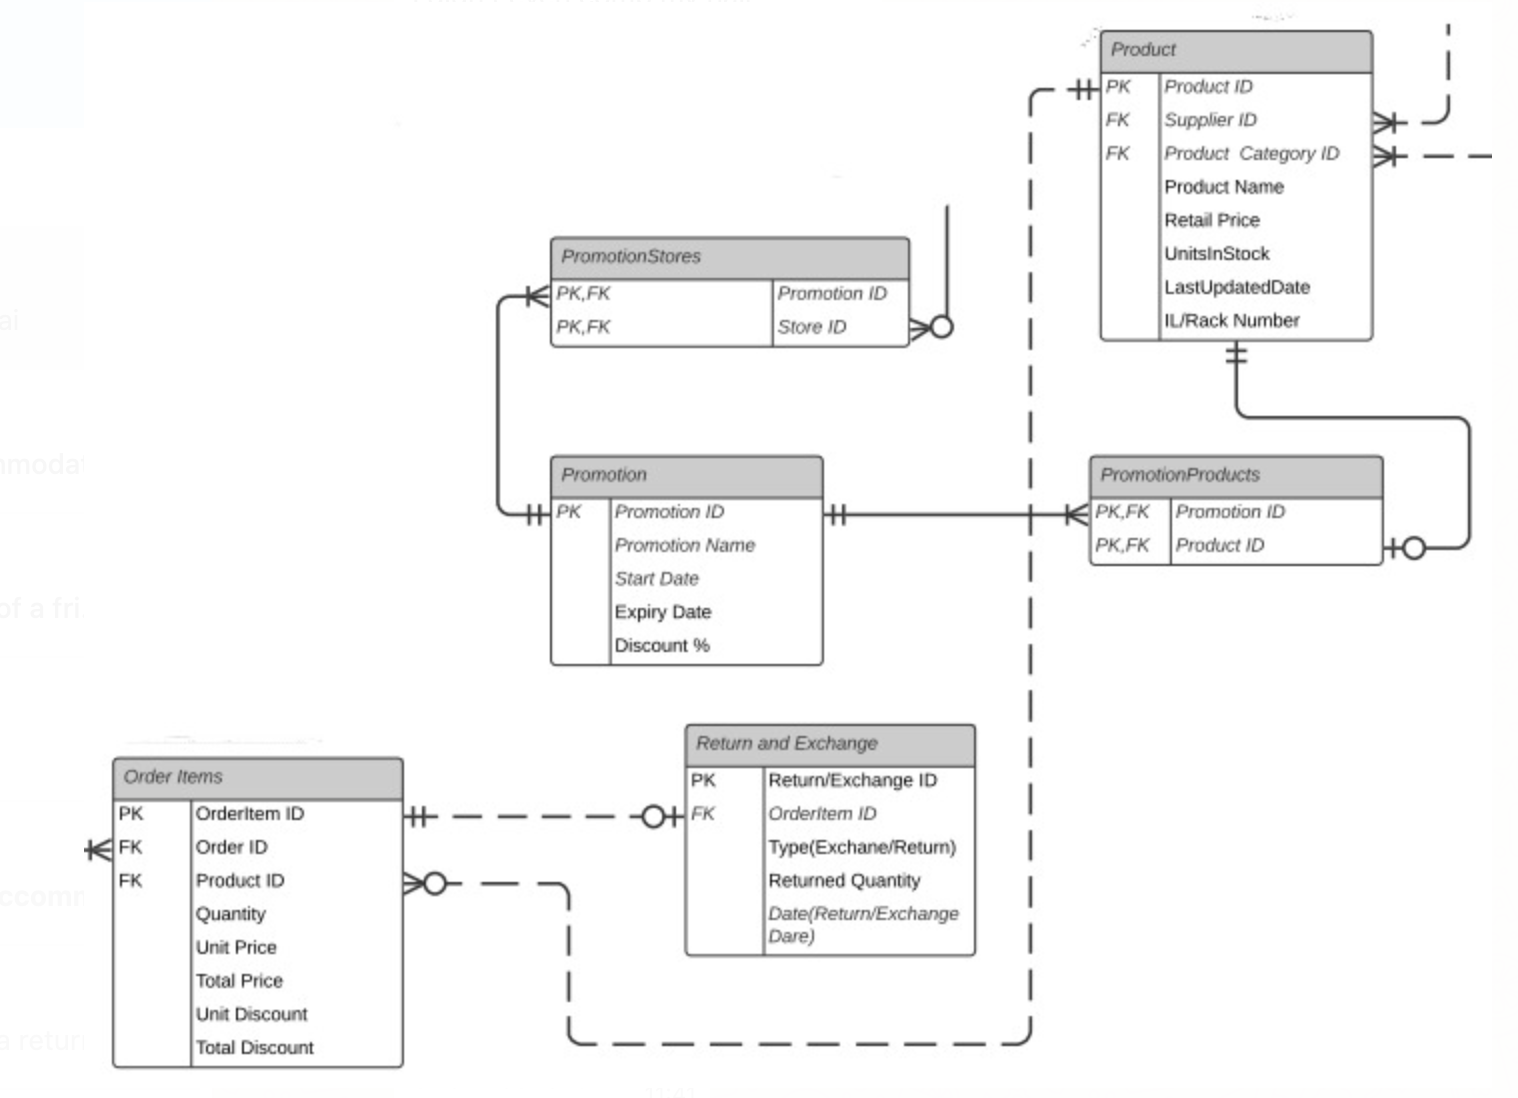 Product
PK Product ID
FK Supplier ID
FK Product Category ID
Product Name
Retail Price
UnitsInStock
LastUpdatedDate
IL/Rack Number
PromotionStores
PK,FK Promotion ID
PK,FK Store ID
Promotion
PK Promotion ID
Promotion Name
Start Date
Expiry Date
Discount %
PromotionProducts
PK,FK Promotion ID
PK,FK Product ID
Return and Exchange
PK Return/Exchange ID
FK OrderItem ID
Type(Exchane/Return)
Returned Quantity
Date(Return/Exchange
Dare)
Order Items
PK OrderItem ID
FK Order ID
FK Product ID
Quantity
Unit Price
Total Price
Unit Discount
Total Discount
ai
of a fri